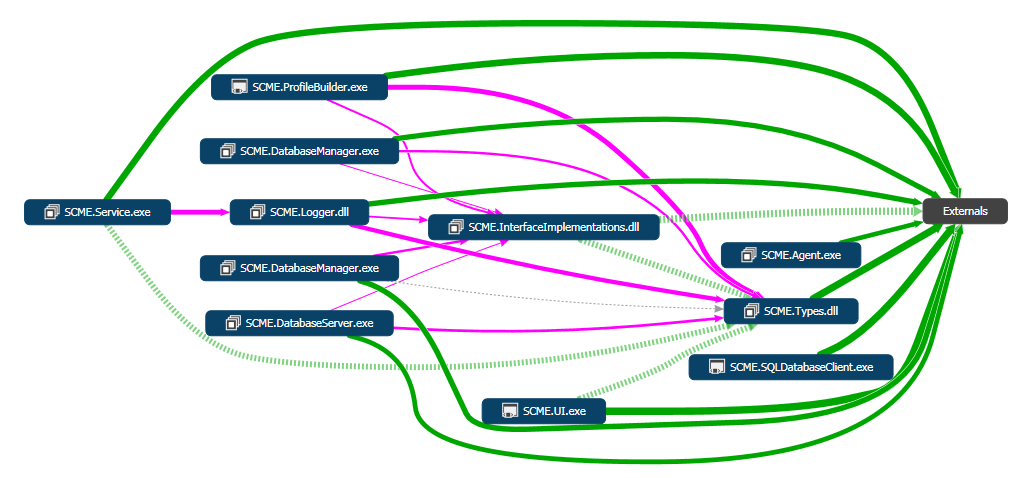 SCME.ProfileBuilder.exe
SCME.DatabaseManager.exe
SCME.Service.exe
SCME.Logger.dll
Externals
SCME.InterfaceImplementations.dll
SCME.Agent.exe
SCME.DatabaseManager.exe
SCME.Types.dll
SCME.DatabaseServer.exe
SCME.SQLDatabaseClient.exe
SCME.UI.exe